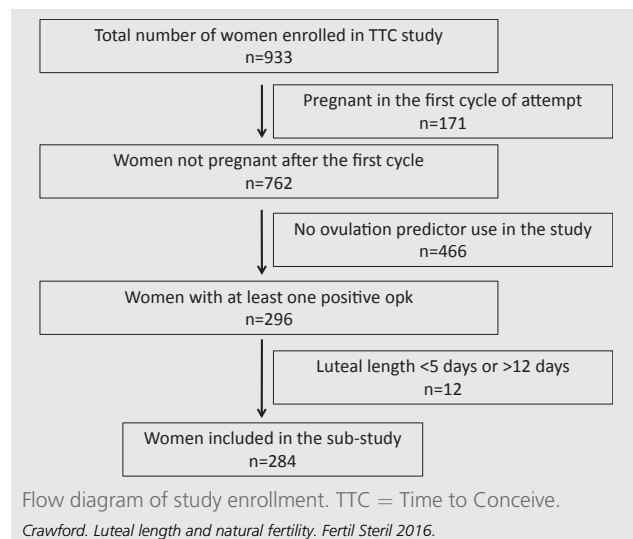 Total number of women enrolled in TTC study
n=933
Pregnant in the first cycle of attempt
n=171
Women not pregnant after the first cycle
n=762
No ovulation predictor use in the study
n=466
Women with at least one positive opk
n=296
Luteal length <5 days or >12 days
n=12
Women included in the sub-study
n=284
Flow diagram of study enrollment. TTC = Time to Conceive.
Crawford. Luteal length and natural fertility. Fertil Steril 2016.